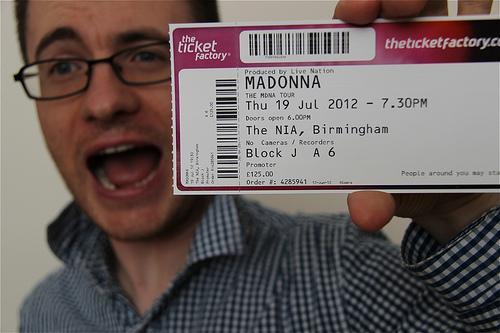 the
ticket
factory
theticketfactory.c
Produced by Live Nation
MADONNA
THE MDNA TOUR
Thu 19 Jul 2012 - 7.30PM
Doors open 6.00PM
The NIA, Birmingham
No Cameras / Recorders
Block J A 6
Promoter
£125.00
Order #: 4285941
People around you may sta